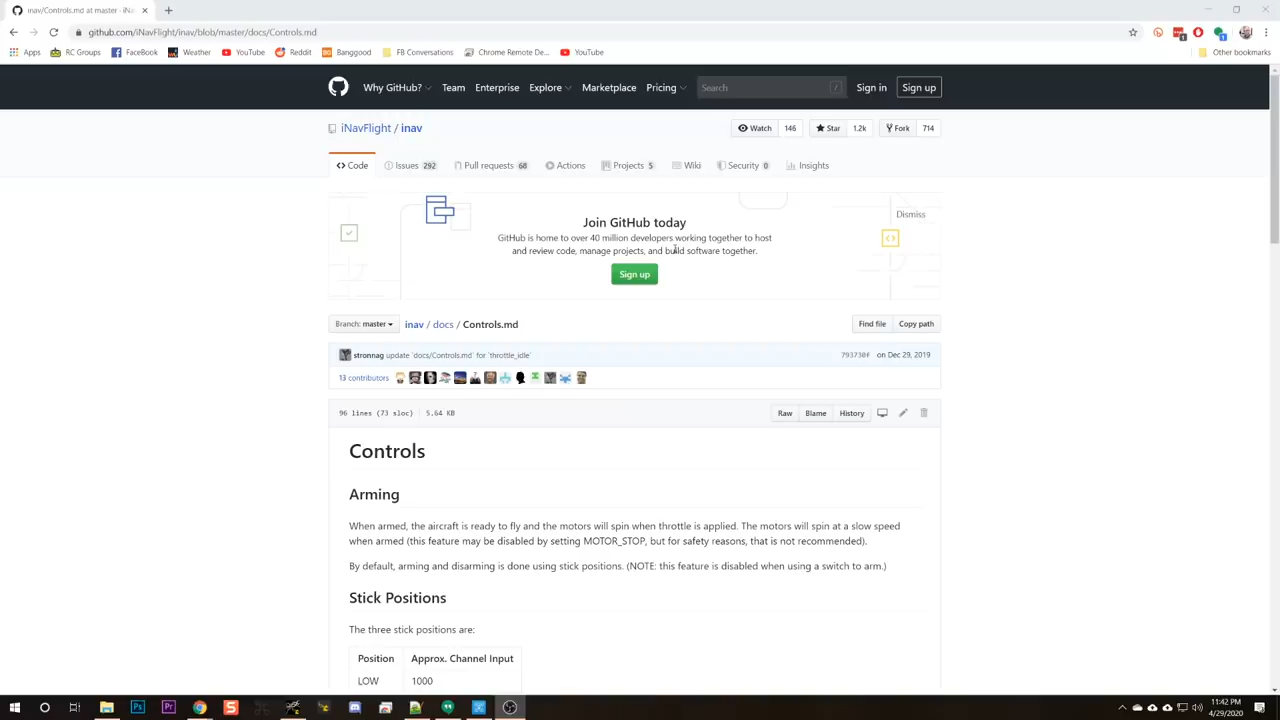 inav/Controls.md at master · iNa
github.com/iNavFlight/inav/blob/master/docs/Controls.md
Apps RC Groups FaceBook Weather YouTube Reddit Banggood FB Conversations Chrome Remote De... YouTube Other bookmarks
Why GitHub? Team Enterprise Explore Marketplace Pricing Search / Sign in Sign up
iNavFlight / inav Watch 146 Star 1.2k Fork 714
Code Issues 292 Pull requests 68 Actions Projects 5 Wiki Security 0 Insights
Join GitHub today
Dismiss
GitHub is home to over 40 million developers working together to host
and review code, manage projects, and build software together.
Sign up
Branch: master inav / docs / Controls.md Find file Copy path
stronnag update `docs/Controls.md` for `throttle_idle` 793730f on Dec 29, 2019
13 contributors
96 lines (73 sloc) 5.64 KB Raw Blame History
Controls
Arming
When armed, the aircraft is ready to fly and the motors will spin when throttle is applied. The motors will spin at a slow speed
when armed (this feature may be disabled by setting MOTOR_STOP, but for safety reasons, that is not recommended).
By default, arming and disarming is done using stick positions. (NOTE: this feature is disabled when using a switch to arm.)
Stick Positions
The three stick positions are:
Position Approx. Channel Input
LOW 1000
11:42 PM
4/29/2020